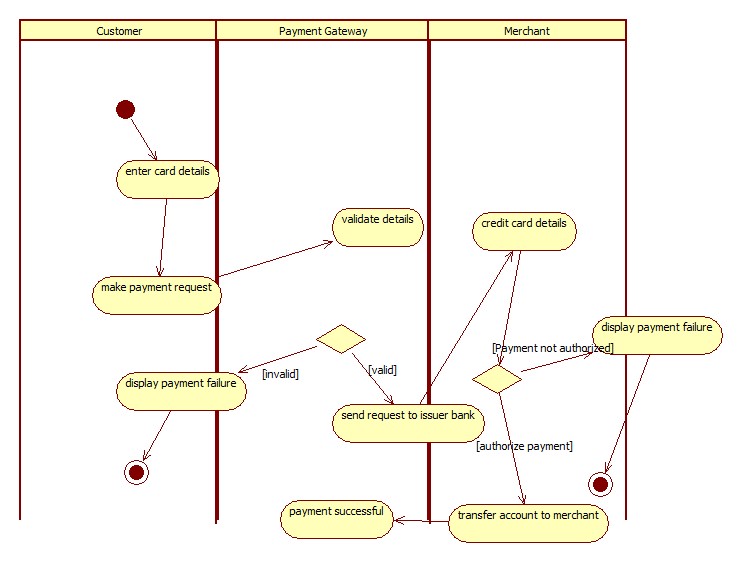 Customer
Payment Gateway
Merchant
enter card details
validate details
credit card details
make payment request
display payment failure
[Payment not authorized]
[invalid]
[valid]
display payment failure
send request to issuer bank
[authorize payment]
payment successful
transfer account to merchant